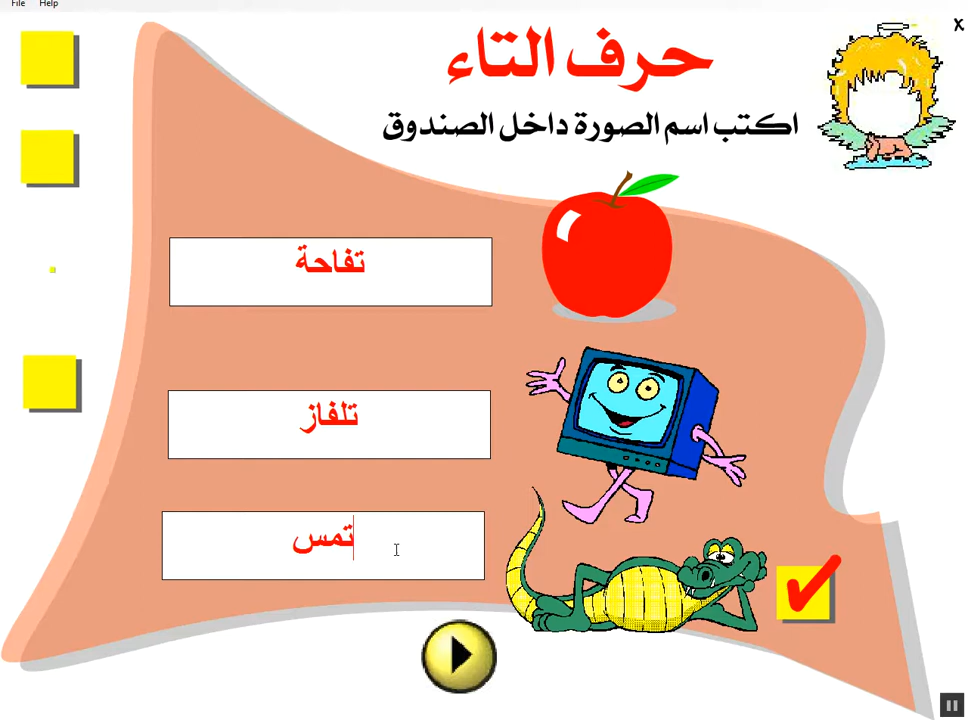 File Help
x
حرف التاء
اكتب اسم الصورة داخل الصندوق
تفاحة
تلفاز
تمس